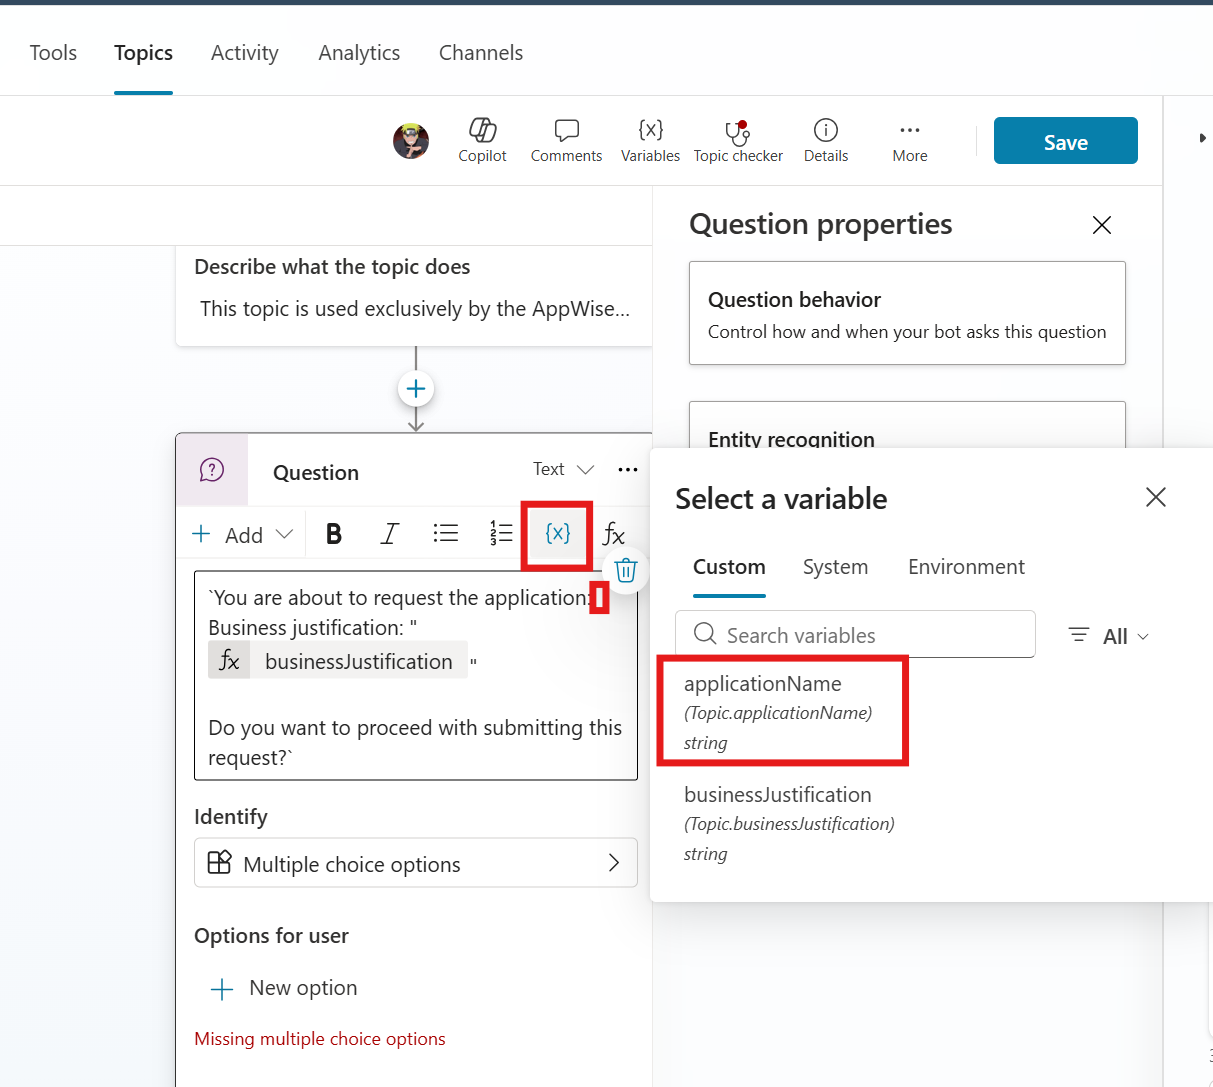 Tools Topics Activity Analytics Channels
Copilot Comments {x} Variables Topic checker Details More Save
Question properties
Question behavior
Control how and when your bot asks this question
Entity recognition
Describe what the topic does
This topic is used exclusively by the AppWise...
Question Text
+ Add B I {x} fx
`You are about to request the application:
Business justification: "
fx businessJustification "
Do you want to proceed with submitting this
request?`
Identify
Multiple choice options
Options for user
New option
Missing multiple choice options
Select a variable
Custom System Environment
Search variables All
applicationName
(Topic.applicationName)
string
businessJustification
(Topic.businessJustification)
string